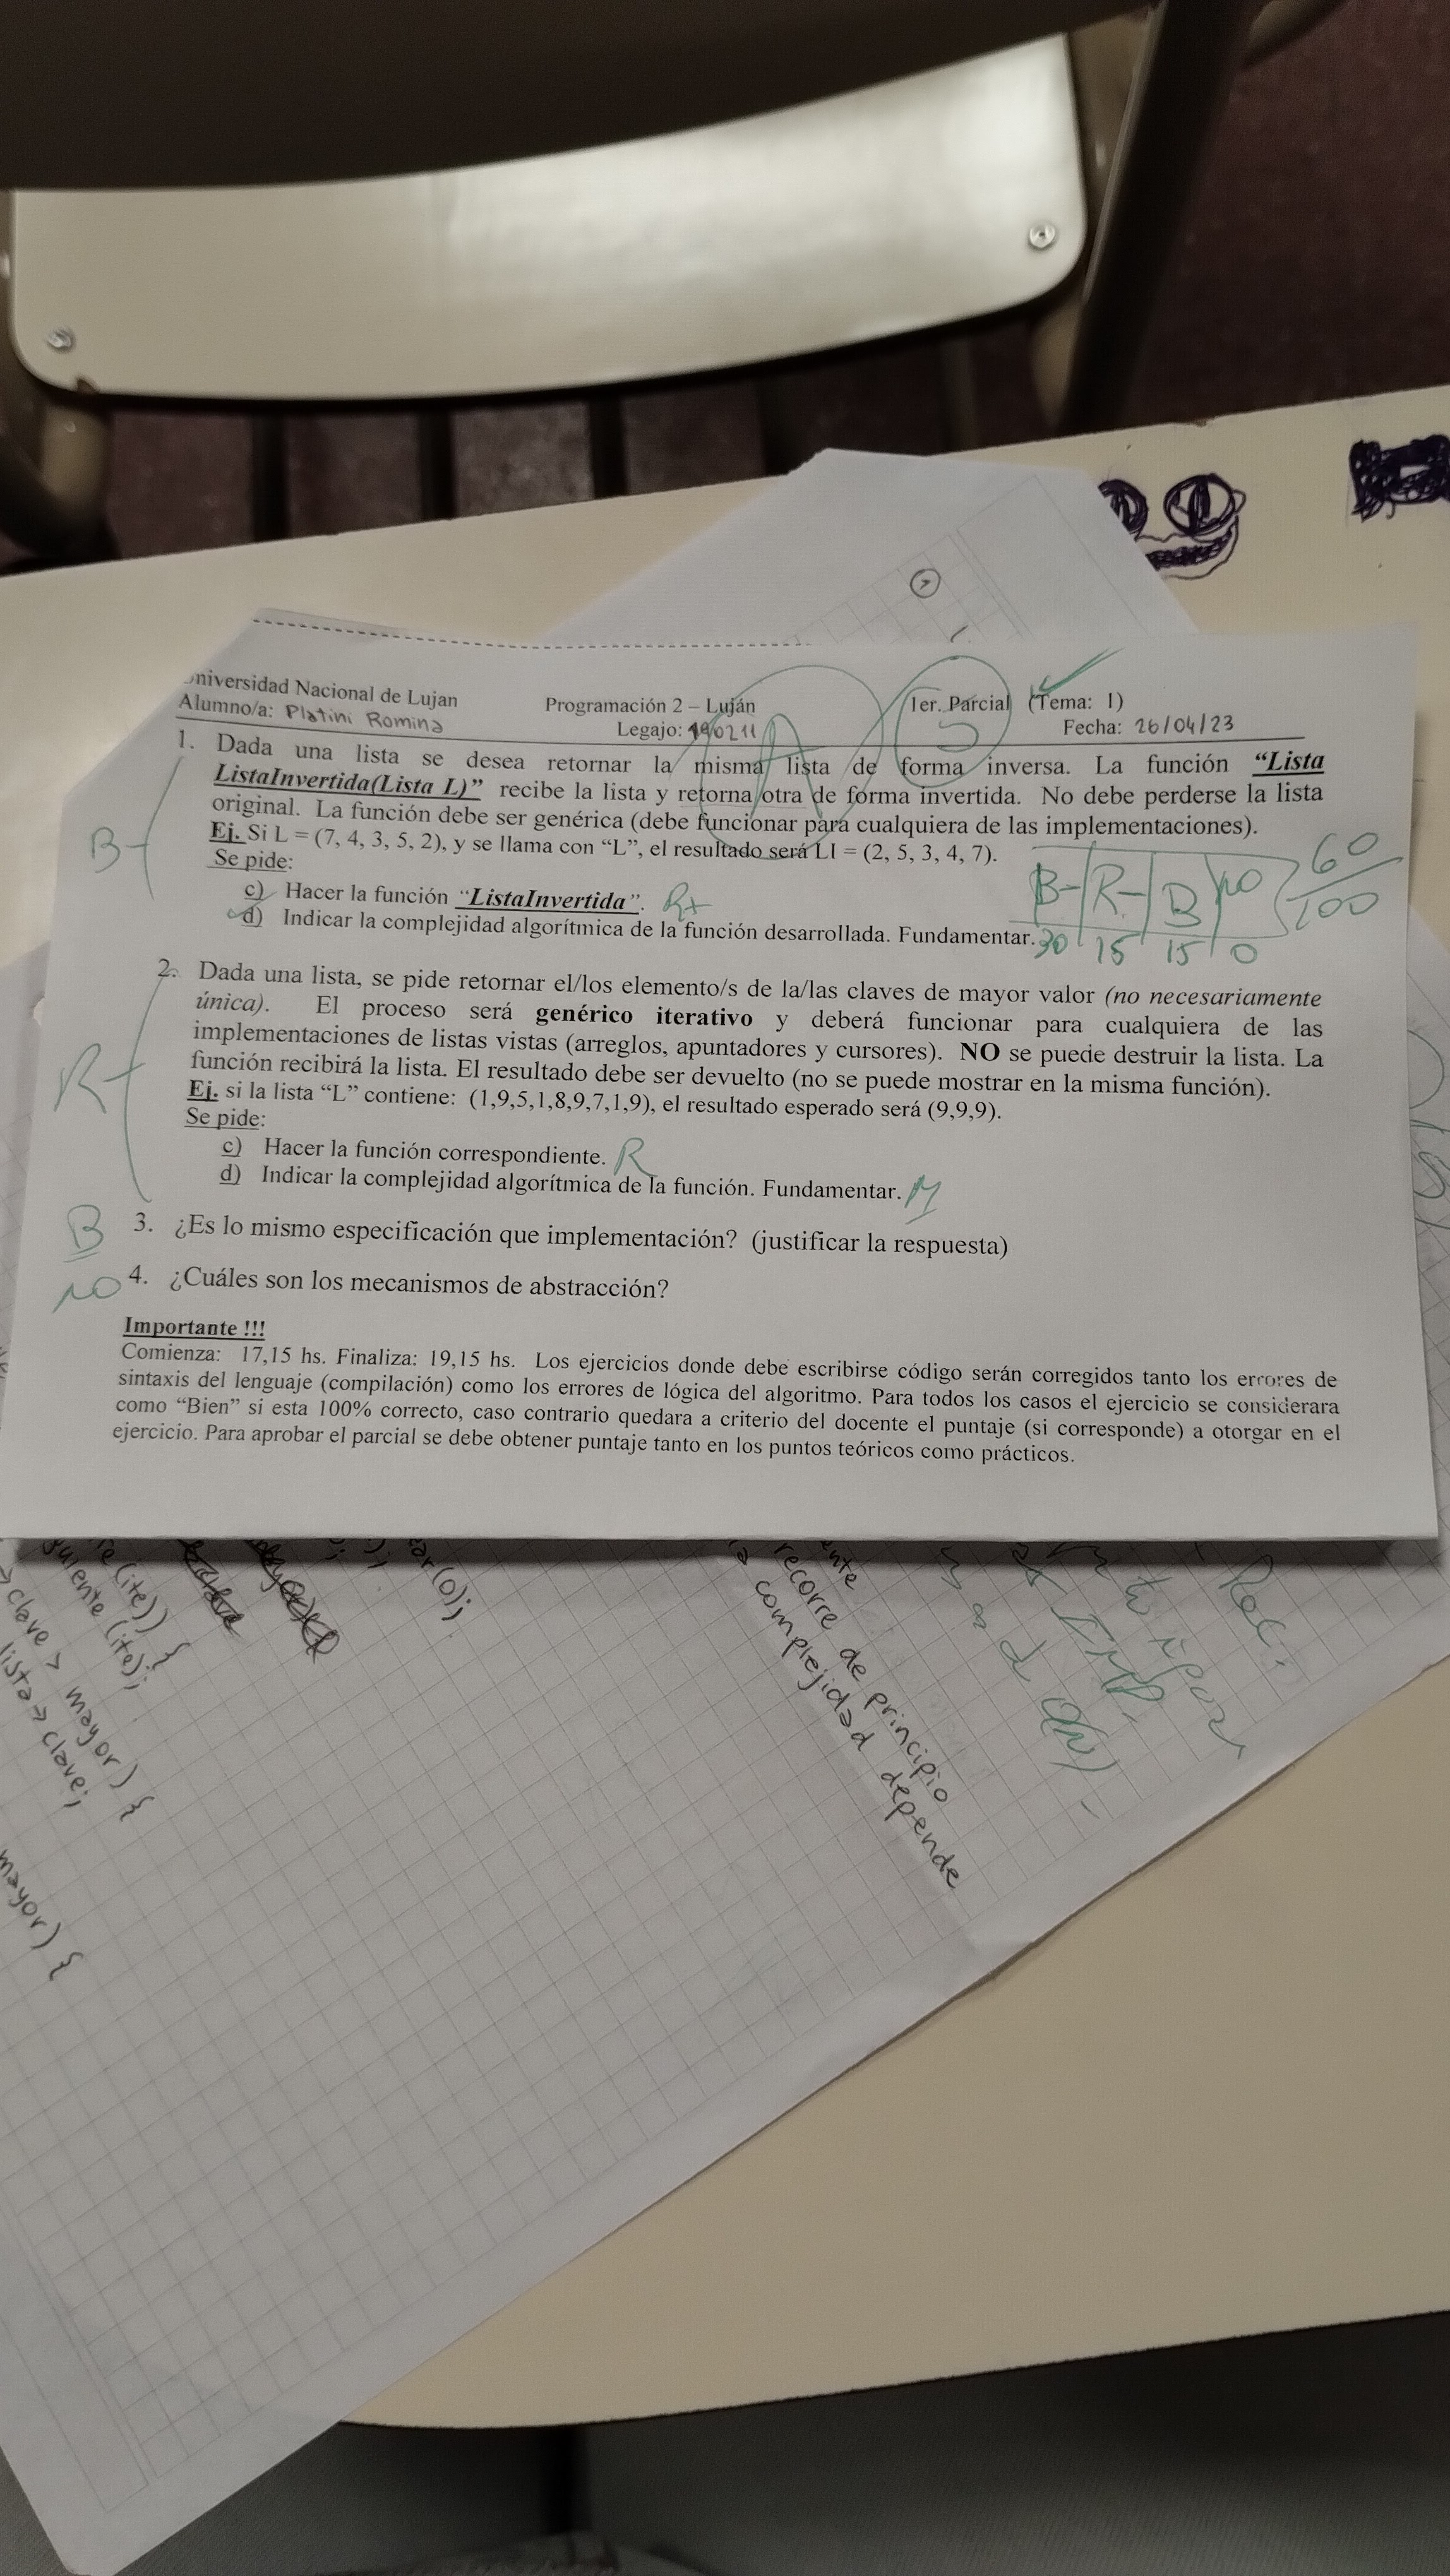 niversidad Nacional de Lujan
Programación 2 – Luján
1er. Parcial (Tema: 1)
Alumno/a: Platini Romina
Legajo: 190211
Fecha: 26/04/23
1. Dada una lista se desea retornar la misma lista de forma inversa. La función “Lista
ListaInvertida(Lista L)” recibe la lista y retorna otra de forma invertida. No debe perderse la lista
original. La función debe ser genérica (debe funcionar para cualquiera de las implementaciones).
Ej. Si L = (7, 4, 3, 5, 2), y se llama con “L”, el resultado será LI = (2, 5, 3, 4, 7).
B-
Se pide:
c) Hacer la función “ListaInvertida”. R+
d) Indicar la complejidad algorítmica de la función desarrollada. Fundamentar.
B- R- B NO 60/100
30 15 15 0
2. Dada una lista, se pide retornar el/los elemento/s de la/las claves de mayor valor (no necesariamente
única). El proceso será genérico iterativo y deberá funcionar para cualquiera de las
implementaciones de listas vistas (arreglos, apuntadores y cursores). NO se puede destruir la lista. La
función recibirá la lista. El resultado debe ser devuelto (no se puede mostrar en la misma función).
R+
Ej. si la lista “L” contiene: (1,9,5,1,8,9,7,1,9), el resultado esperado será (9,9,9).
Se pide:
c) Hacer la función correspondiente. R
d) Indicar la complejidad algorítmica de la función. Fundamentar. M
B 3. ¿Es lo mismo especificación que implementación? (justificar la respuesta)
NO 4. ¿Cuáles son los mecanismos de abstracción?
Importante !!!
Comienza: 17,15 hs. Finaliza: 19,15 hs. Los ejercicios donde debe escribirse código serán corregidos tanto los errores de
sintaxis del lenguaje (compilación) como los errores de lógica del algoritmo. Para todos los casos el ejercicio se considerara
como “Bien” si esta 100% correcto, caso contrario quedara a criterio del docente el puntaje (si corresponde) a otorgar en el
ejercicio. Para aprobar el parcial se debe obtener puntaje tanto en los puntos teóricos como prácticos.
ar(0);
te (ite)) {
guiente (ite);
> clave > mayor) {
lista > clave;
mayor) {
ente
recorre de principio
complejidad depende